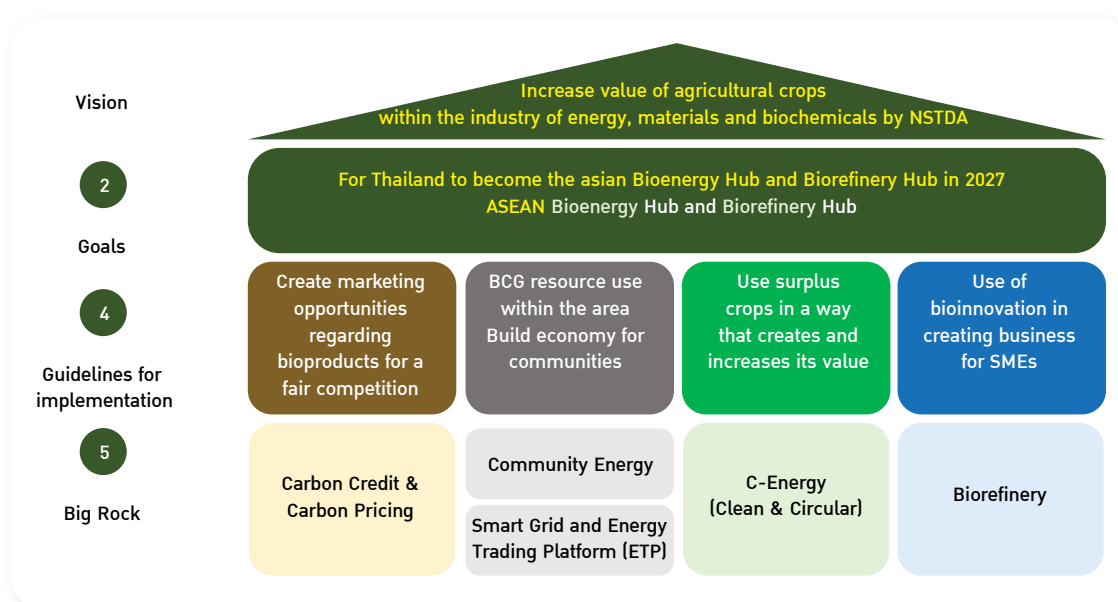 Vision
Increase value of agricultural crops
within the industry of energy, materials and biochemicals by NSTDA
2
Goals
For Thailand to become the asian Bioenergy Hub and Biorefinery Hub in 2027
ASEAN Bioenergy Hub and Biorefinery Hub
4
Guidelines for
implementation
Create marketing
opportunities
regarding
bioproducts for a
fair competition
BCG resource use
within the area
Build economy for
communities
Use surplus
crops in a way
that creates and
increases its value
Use of
bioinnovation in
creating business
for SMEs
5
Big Rock
Carbon Credit &
Carbon Pricing
Community Energy
Smart Grid and Energy
Trading Platform (ETP)
C-Energy
(Clean & Circular)
Biorefinery